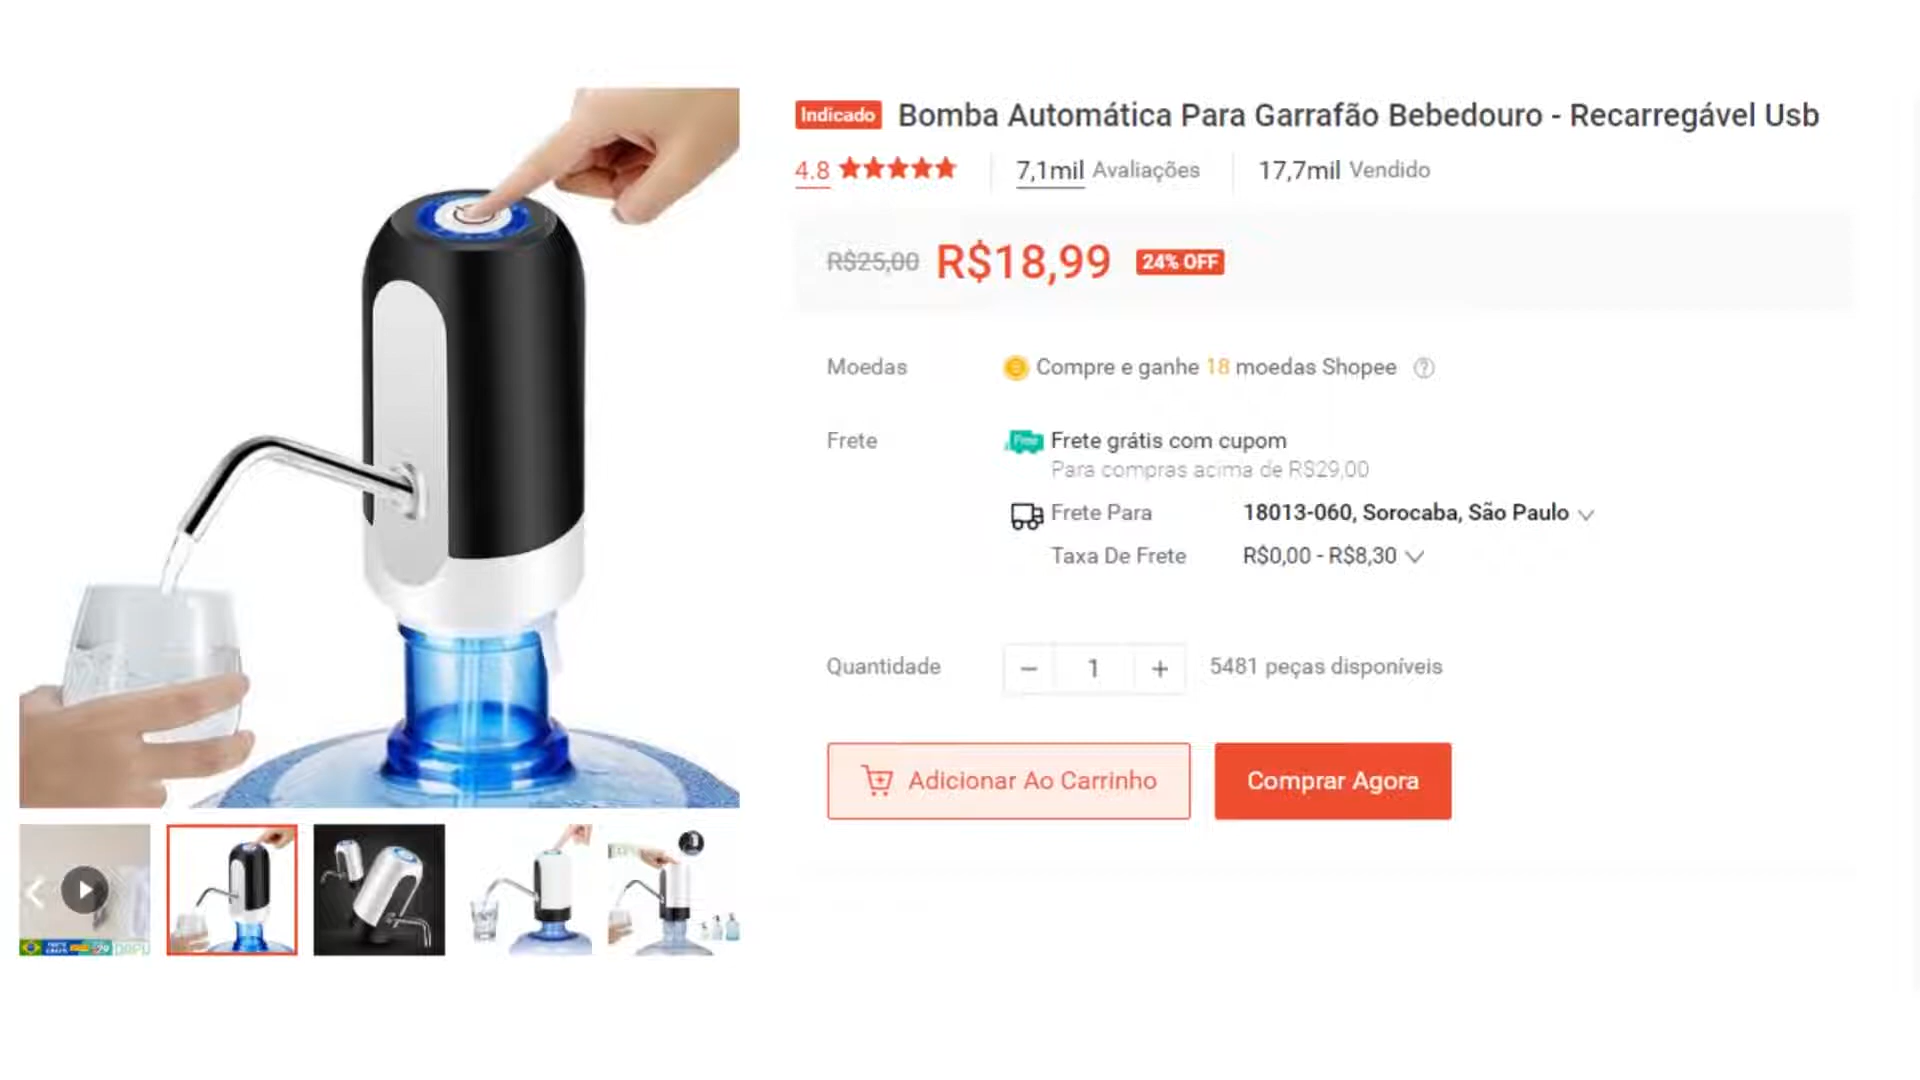 Indicado Bomba Automática Para Garrafão Bebedouro - Recarregável Usb
4.8 7,1mil Avaliações 17,7mil Vendido
R$25,00 R$18,99 24% OFF
Moedas Compre e ganhe 18 moedas Shopee
Frete Free Frete grátis com cupom
Para compras acima de R$29,00
Frete Para 18013-060, Sorocaba, São Paulo
Taxa De Frete R$0,00 - R$8,30
Quantidade − 1 + 5481 peças disponíveis
Adicionar Ao Carrinho Comprar Agora